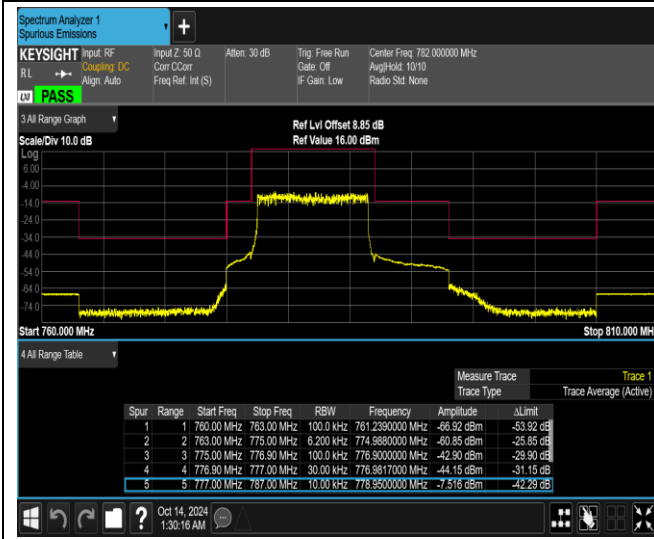 Spectrum Analyzer 1
Spurious Emissions
KEYSIGHT Input: RF Input Z: 50 Ω Atten: 30 dB Trig: Free Run Center Freq: 782.000000 MHz
R L Coupling: DC Corr CCorr Gate: Off Avg|Hold: 10/10
Align: Auto Freq Ref: Int (S) IF Gain: Low Radio Std: None
LXI PASS
3 All Range Graph
Ref Lvl Offset 8.85 dB
Scale/Div 10.0 dB Ref Value 16.00 dBm
Log
6.00
-4.00
-14.0
-24.0
-34.0
-44.0
-54.0
-64.0
-74.0
Start 760.000 MHz Stop 810.000 MH
4 All Range Table
Measure Trace Trace 1
Trace Type Trace Average (Active)
Spur Range Start Freq Stop Freq RBW Frequency Amplitude ΔLimit
1 1 760.00 MHz 763.00 MHz 100.0 kHz 761.2390000 MHz -66.92 dBm -53.92 dB
2 2 763.00 MHz 775.00 MHz 6.200 kHz 774.9880000 MHz -60.85 dBm -25.85 dB
3 3 775.00 MHz 776.90 MHz 100.0 kHz 776.9000000 MHz -42.90 dBm -29.90 dB
4 4 776.90 MHz 777.00 MHz 30.00 kHz 776.9817000 MHz -44.15 dBm -31.15 dB
5 5 777.00 MHz 787.00 MHz 10.00 kHz 778.9500000 MHz -7.516 dBm -42.29 dB
? Oct 14, 2024
1:30:16 AM